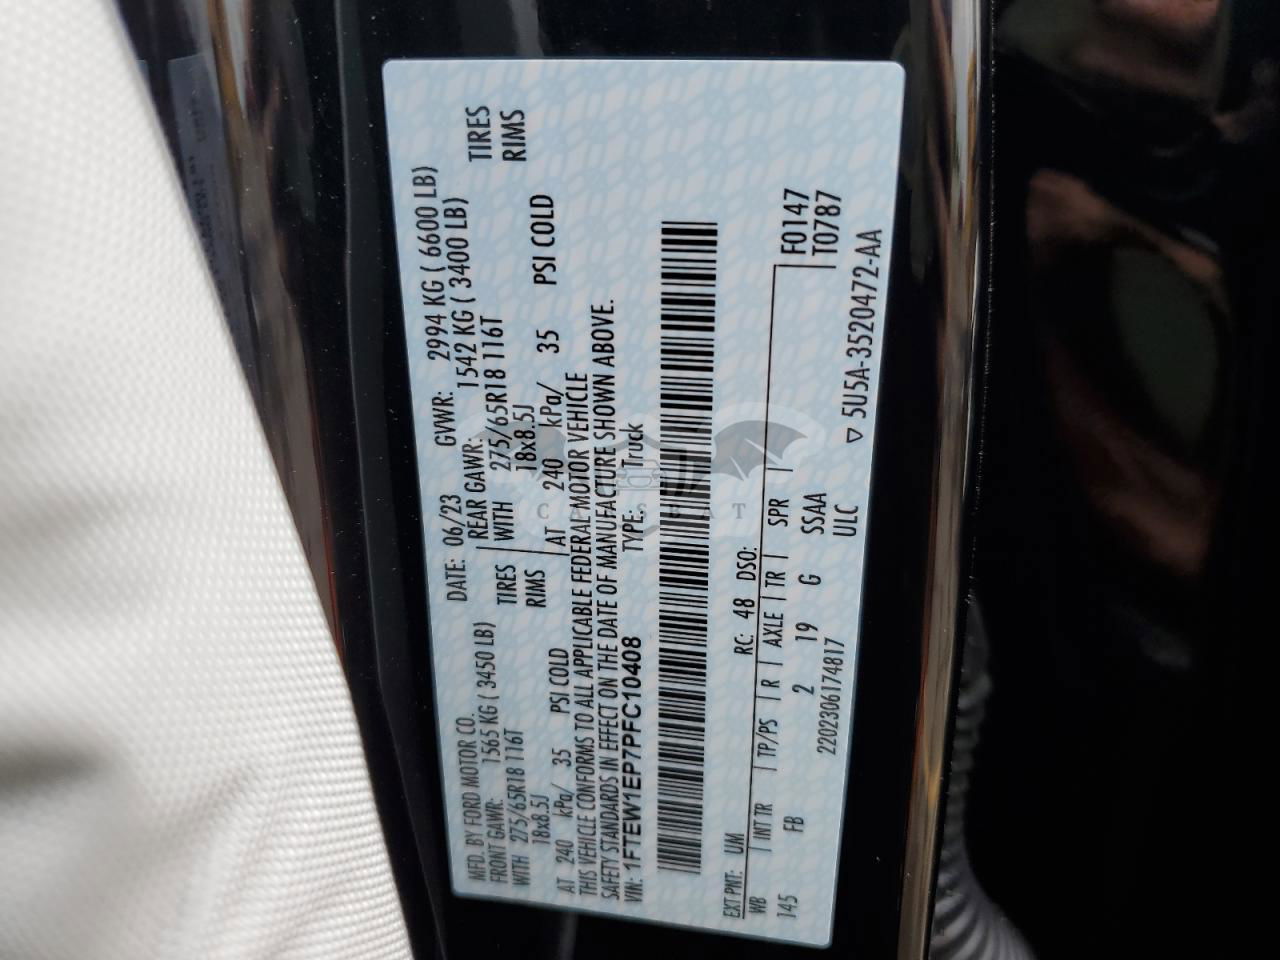 MFD. BY FORD MOTOR CO.
DATE: 06/23 GVWR: 2994 KG ( 6600 LB)
FRONT GAWR: 1565 KG ( 3450 LB) REAR GAWR: 1542 KG ( 3400 LB)
WITH 275/65R18 116T TIRES WITH 275/65R18 116T TIRES
18x8.5J RIMS 18x8.5J RIMS
AT 240 kPa/ 35 PSI COLD AT 240 kPa/ 35 PSI COLD
THIS VEHICLE CONFORMS TO ALL APPLICABLE FEDERAL MOTOR VEHICLE
SAFETY STANDARDS IN EFFECT ON THE DATE OF MANUFACTURE SHOWN ABOVE.
VIN: 1FTEW1EP7PFC10408 TYPE: Truck
CARSBAT
EXT PNT: UM RC: 48 DSO: F0147
WB INT TR TP/PS R AXLE TR SPR T0787
145 FB 2 19 G SSAA
ULC
2202306174817
▽ 5U5A-3520472-AA